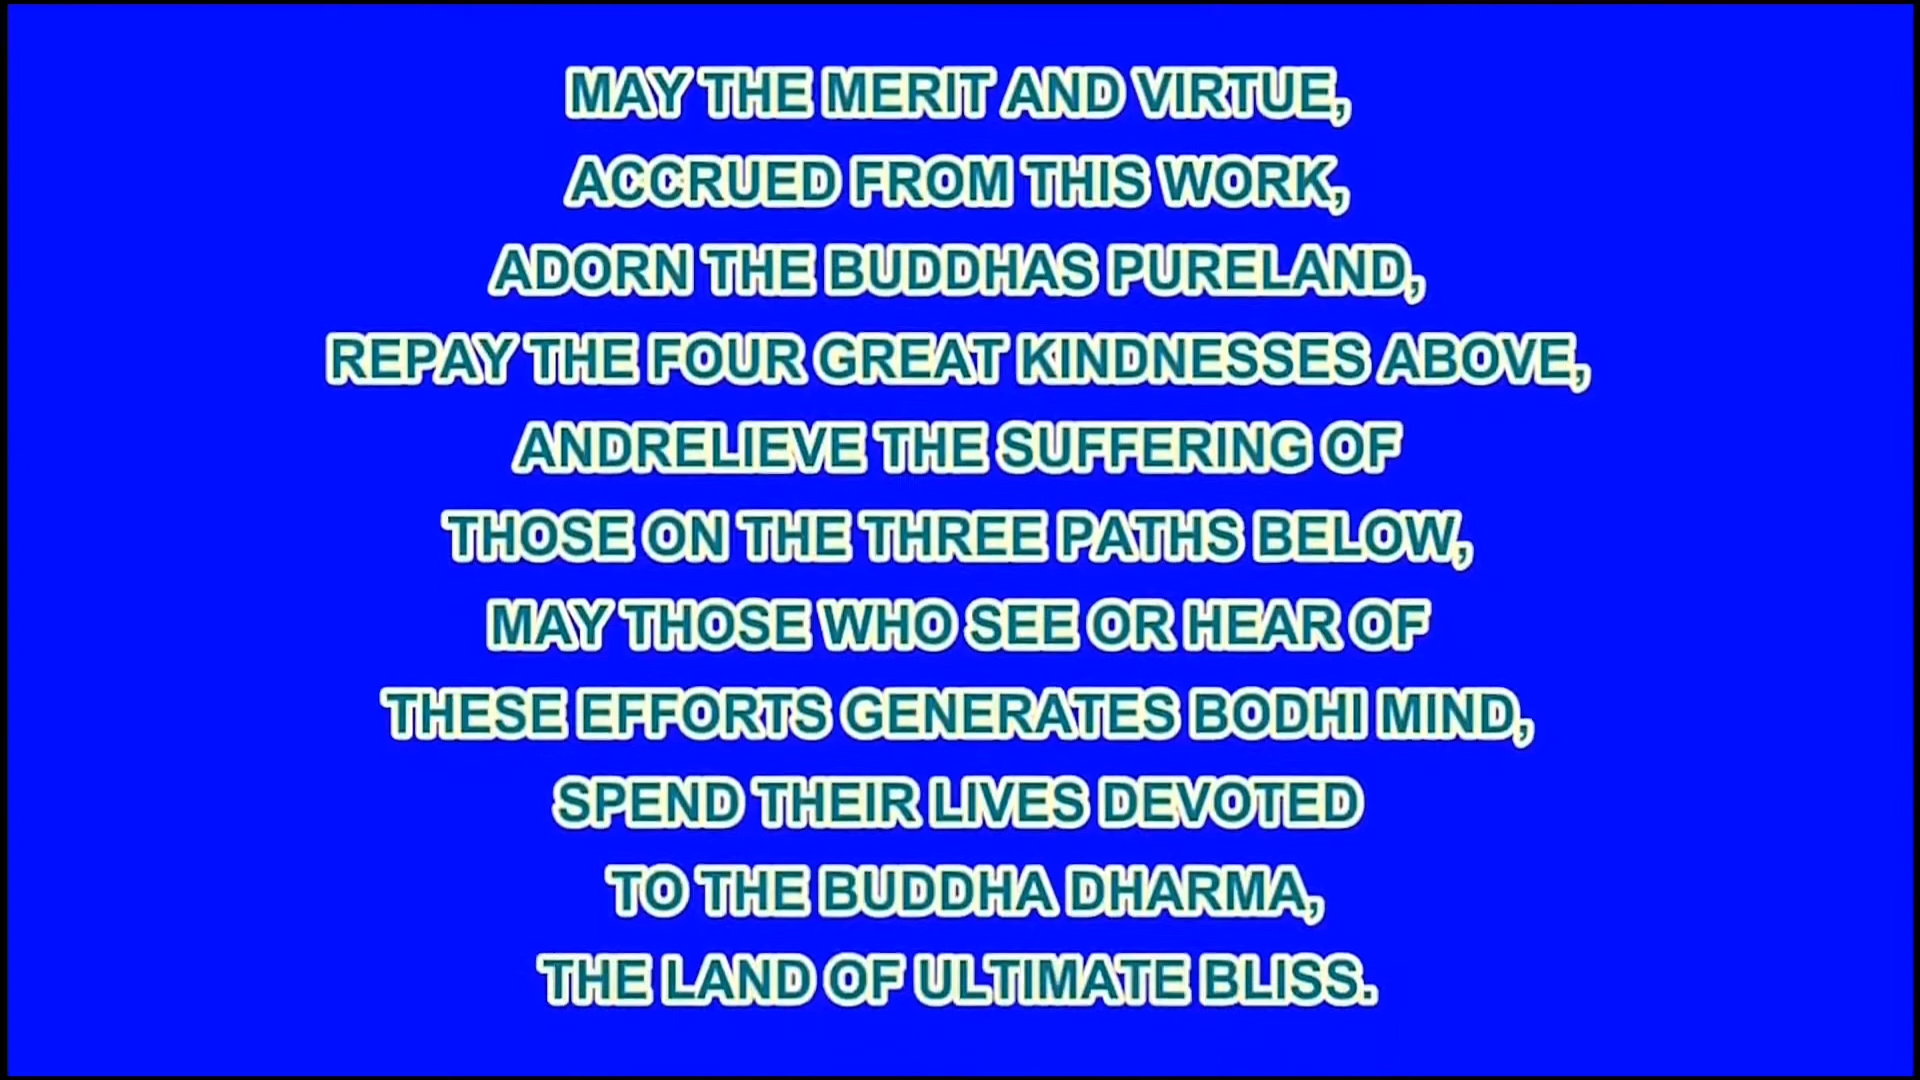 MAY THE MERIT AND VIRTUE,
ACCRUED FROM THIS WORK,
ADORN THE BUDDHAS PURELAND,
REPAY THE FOUR GREAT KINDNESSES ABOVE,
ANDRELIEVE THE SUFFERING OF
THOSE ON THE THREE PATHS BELOW,
MAY THOSE WHO SEE OR HEAR OF
THESE EFFORTS GENERATES BODHI MIND,
SPEND THEIR LIVES DEVOTED
TO THE BUDDHA DHARMA,
THE LAND OF ULTIMATE BLISS.